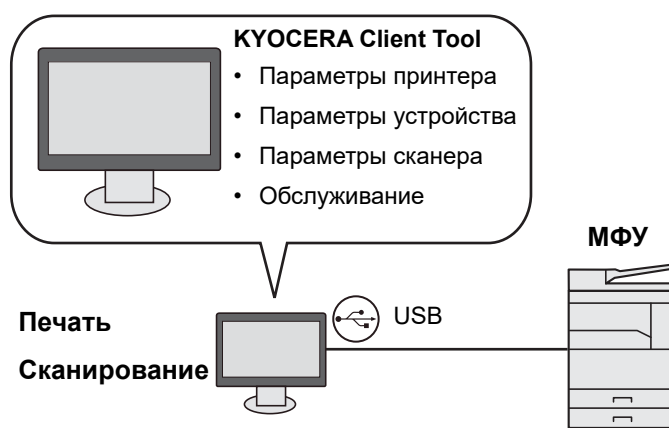 KYOCERA Client Tool
• Параметры принтера
• Параметры устройства
• Параметры сканера
• Обслуживание
МФУ
USB
Печать
Сканирование